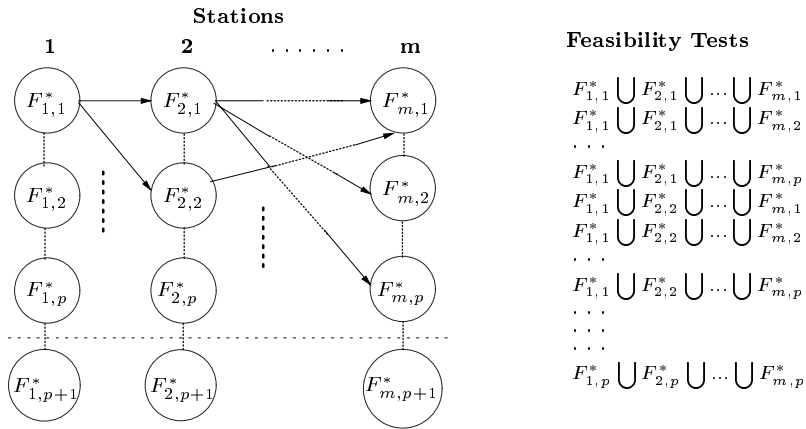 Stations
1 2 . . . . . . m
F*1,1 F*2,1 F*m,1
F*1,2 F*2,2 F*m,2
F*1,p F*2,p F*m,p
F*1,p+1 F*2,p+1 F*m,p+1
Feasibility Tests
F*1,1 ⋃ F*2,1 ⋃ ... ⋃ F*m,1
F*1,1 ⋃ F*2,1 ⋃ ... ⋃ F*m,2
. . .
F*1,1 ⋃ F*2,1 ⋃ ... ⋃ F*m,p
F*1,1 ⋃ F*2,2 ⋃ ... ⋃ F*m,1
F*1,1 ⋃ F*2,2 ⋃ ... ⋃ F*m,2
. . .
F*1,1 ⋃ F*2,2 ⋃ ... ⋃ F*m,p
. . .
. . .
. . .
F*1,p ⋃ F*2,p ⋃ ... ⋃ F*m,p